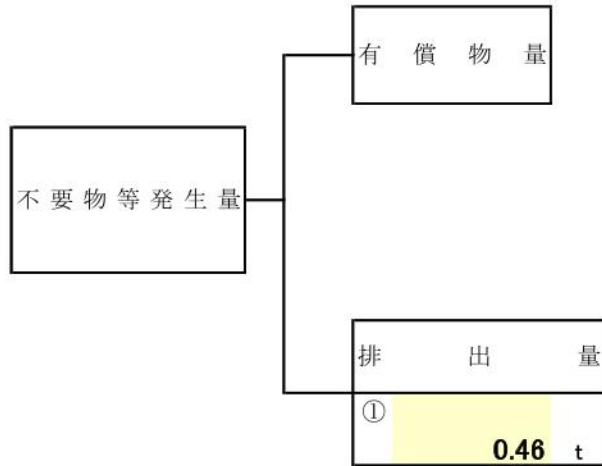 有償物量
不要物等発生量
排出量
①
0.46 t